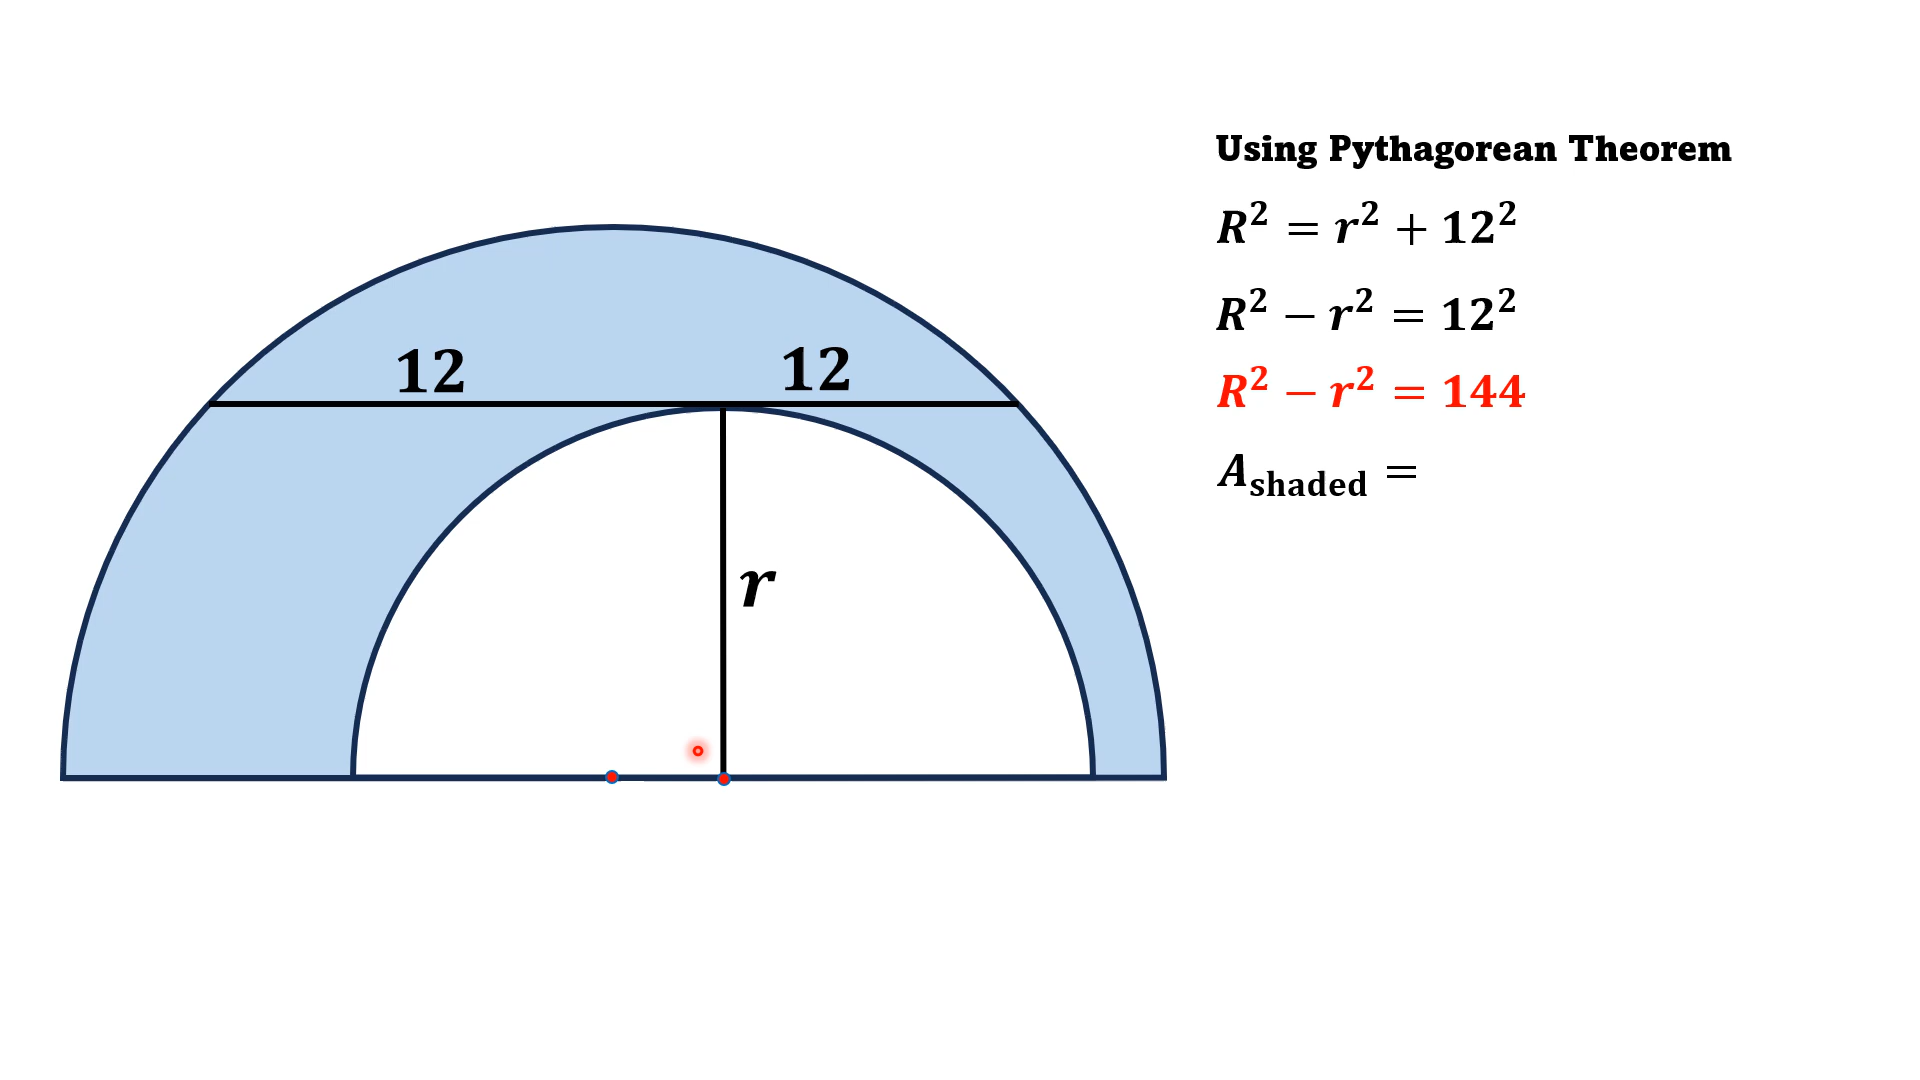 Using Pythagorean Theorem
R² = r² + 12²
R² − r² = 12²
12 12
R² − r² = 144
A_shaded =
r